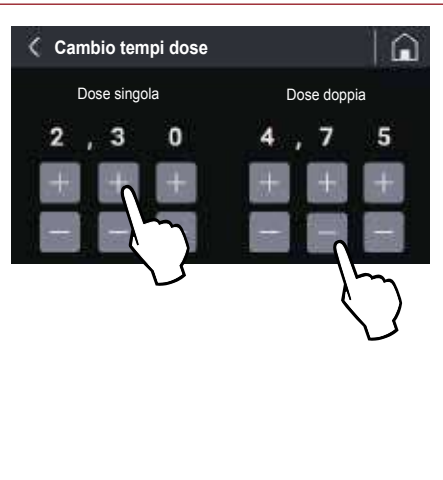 Cambio tempi dose
Dose singola Dose doppia
2 , 3 0 4 , 7 5
+ + + + + +
− − − − −